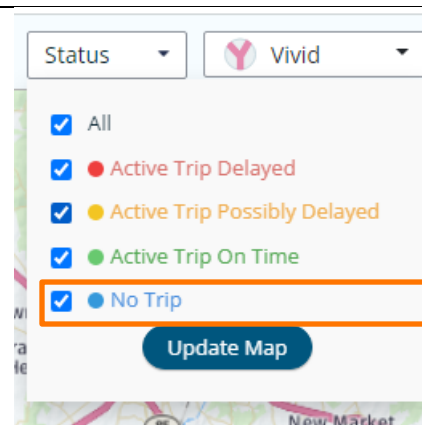 Status
Vivid
All
Active Trip Delayed
Active Trip Possibly Delayed
Active Trip On Time
No Trip
Update Map
New Market